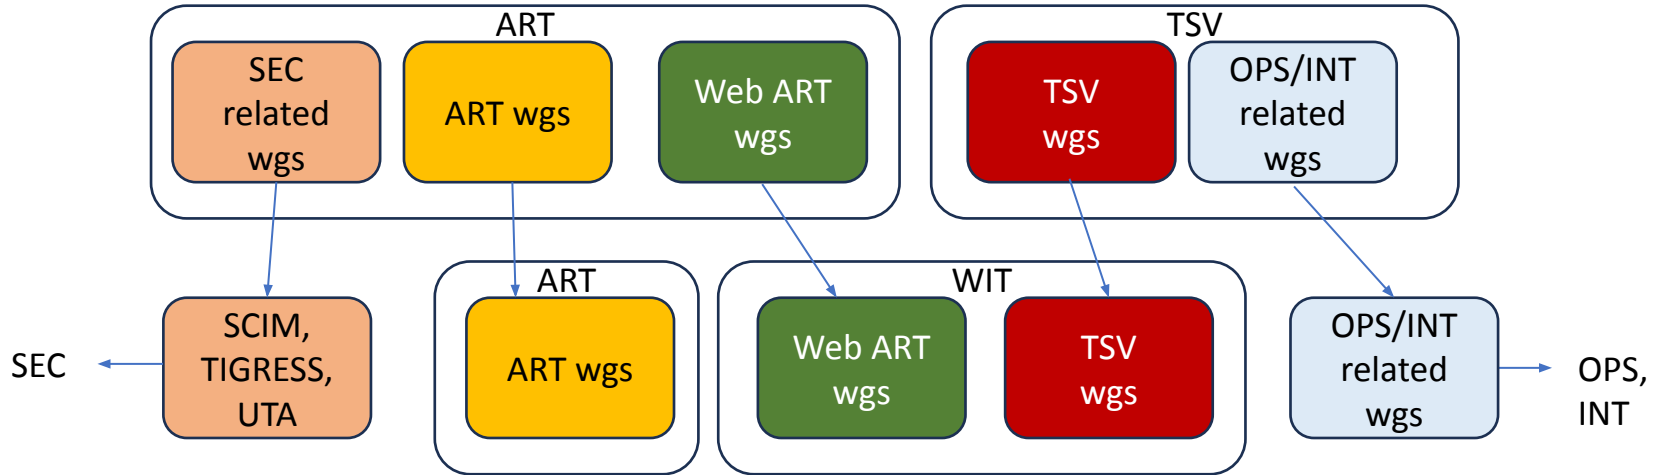 ART
SEC
related
wgs
ART wgs
Web ART
wgs
TSV
TSV
wgs
OPS/INT
related
wgs
SEC
SCIM,
TIGRESS,
UTA
ART
ART wgs
WIT
Web ART
wgs
TSV
wgs
OPS/INT
related
wgs
OPS,
INT